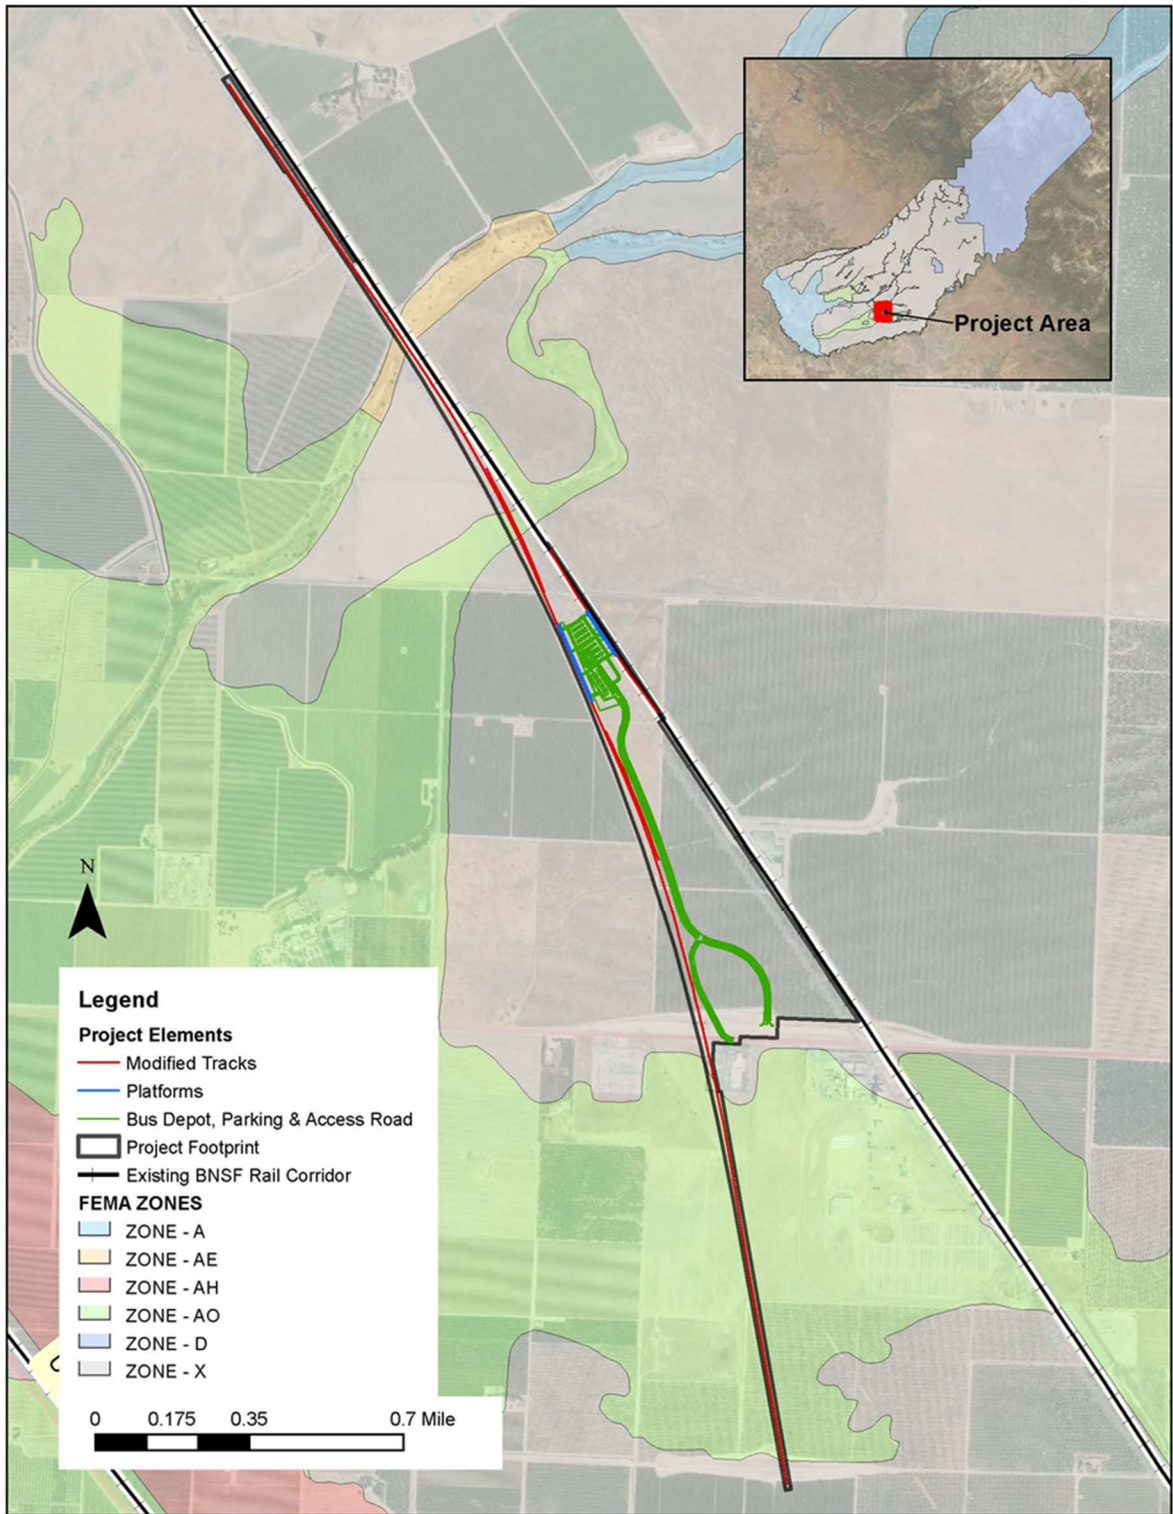 Project Area
N
Legend
Project Elements
Modified Tracks
Platforms
Bus Depot, Parking & Access Road
Project Footprint
Existing BNSF Rail Corridor
FEMA ZONES
ZONE - A
ZONE - AE
ZONE - AH
ZONE - AO
ZONE - D
ZONE - X
0 0.175 0.35 0.7 Mile